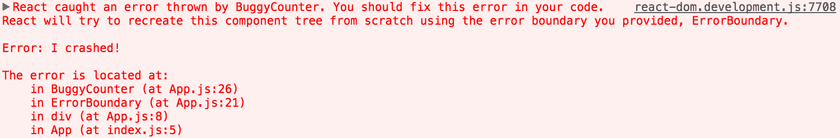 ▶React caught an error thrown by BuggyCounter. You should fix this error in your code. react-dom.development.js:7708
React will try to recreate this component tree from scratch using the error boundary you provided, ErrorBoundary.
Error: I crashed!
The error is located at:
in BuggyCounter (at App.js:26)
in ErrorBoundary (at App.js:21)
in div (at App.js:8)
in App (at index.js:5)